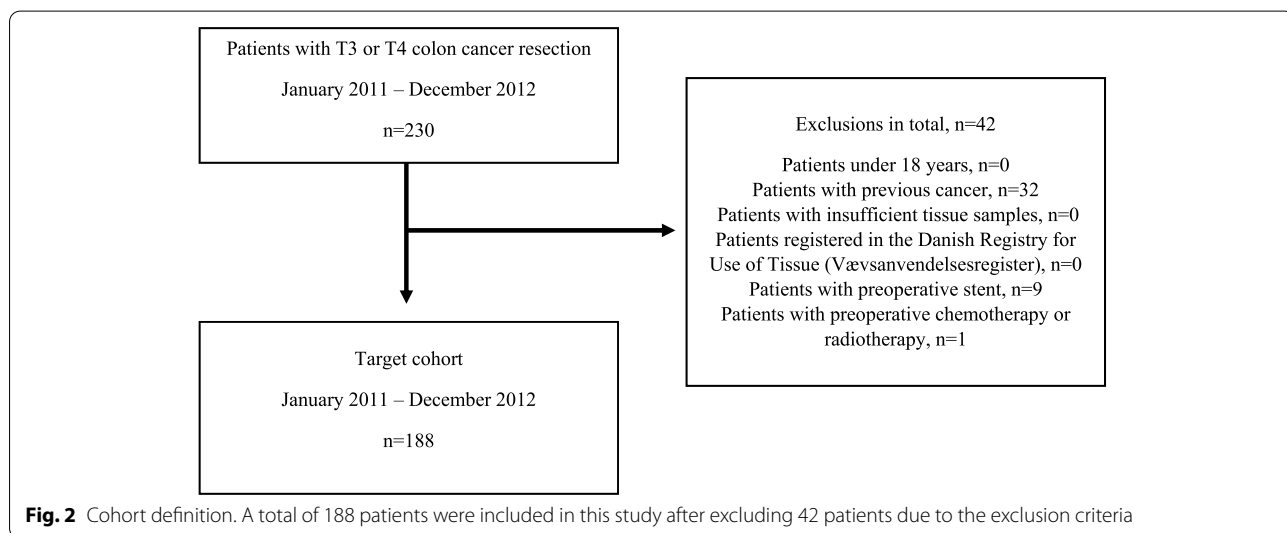 Patients with T3 or T4 colon cancer resection
January 2011 – December 2012
n=230
Exclusions in total, n=42
Patients under 18 years, n=0
Patients with previous cancer, n=32
Patients with insufficient tissue samples, n=0
Patients registered in the Danish Registry for
Use of Tissue (Vævsanvendelsesregister), n=0
Patients with preoperative stent, n=9
Patients with preoperative chemotherapy or
radiotherapy, n=1
Target cohort
January 2011 – December 2012
n=188
Fig. 2 Cohort definition. A total of 188 patients were included in this study after excluding 42 patients due to the exclusion criteria